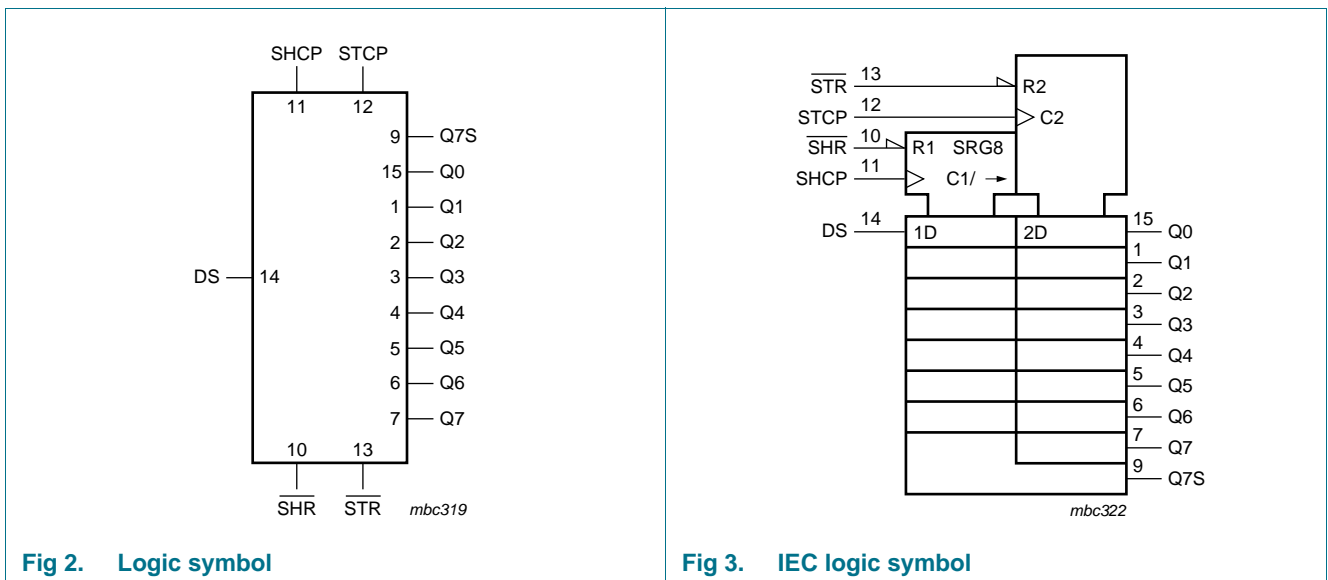 SHCP STCP
11 12
9 Q7S
15 Q0
1 Q1
2 Q2
DS 14 3 Q3
4 Q4
5 Q5
6 Q6
7 Q7
10 13
SHR STR mbc319
Fig 2. Logic symbol
STR 13 R2
STCP 12 C2
SHR 10 R1 SRG8
SHCP 11 C1/ →
DS 14 1D 2D 15 Q0
1 Q1
2 Q2
3 Q3
4 Q4
5 Q5
6 Q6
7 Q7
9 Q7S
mbc322
Fig 3. IEC logic symbol